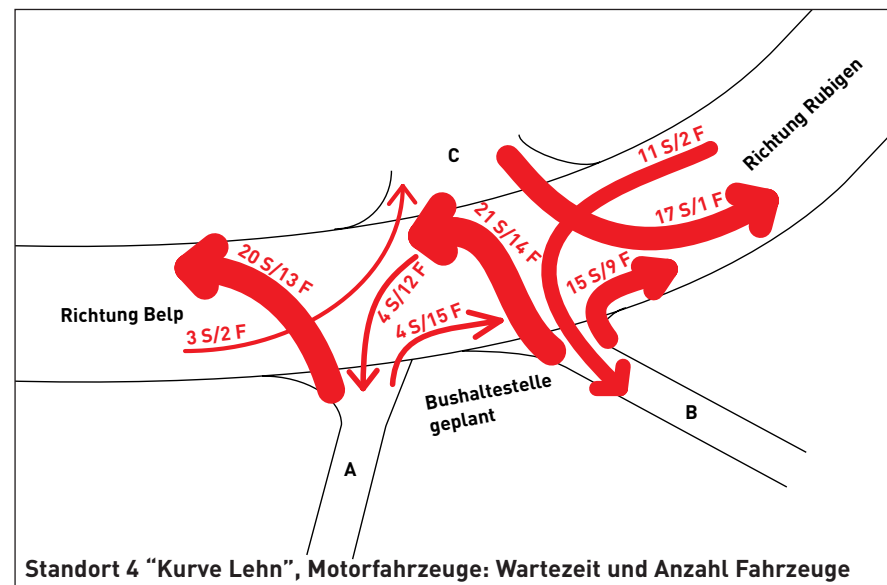 C
11 S/2 F
Richtung Rubigen
17 S/1 F
21 S/14 F
20 S/13 F
4 S/12 F
15 S/9 F
Richtung Belp
3 S/2 F
4 S/15 F
Bushaltestelle
geplant
B
A
Standort 4 “Kurve Lehn”, Motorfahrzeuge: Wartezeit und Anzahl Fahrzeuge